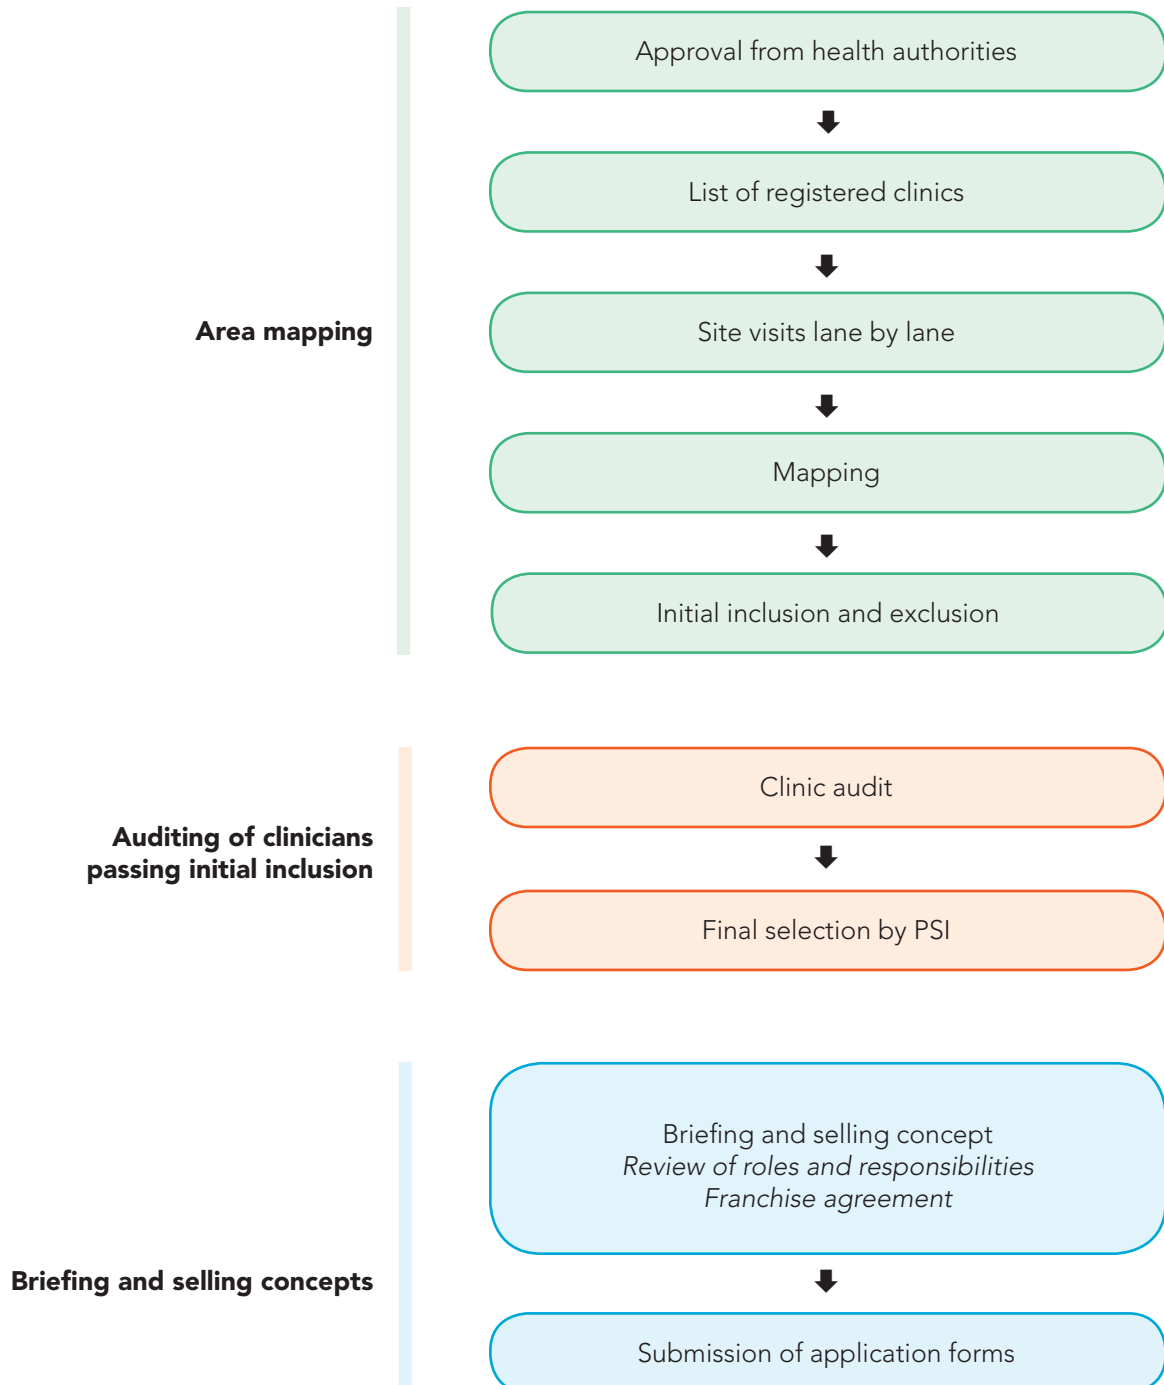 Approval from health authorities
List of registered clinics
Area mapping
Site visits lane by lane
Mapping
Initial inclusion and exclusion
Auditing of clinicians
passing initial inclusion
Clinic audit
Final selection by PSI
Briefing and selling concepts
Briefing and selling concept
Review of roles and responsibilities
Franchise agreement
Submission of application forms